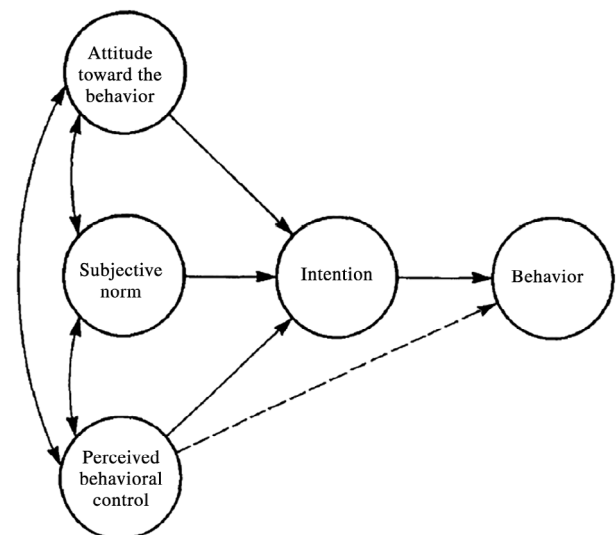 Attitude
toward the
behavior
Subjective
norm
Intention
Behavior
Perceived
behavioral
control